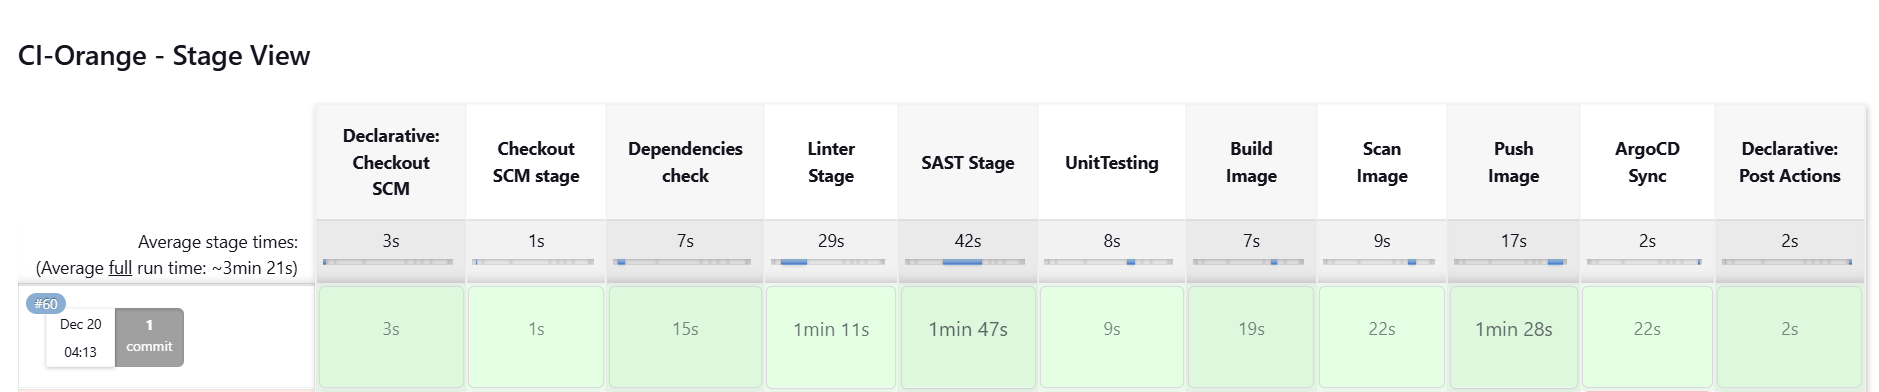 CI-Orange - Stage View
Declarative:
Checkout
SCM
Checkout
SCM stage
Dependencies
check
Linter
Stage
SAST Stage
UnitTesting
Build
Image
Scan
Image
Push
Image
ArgoCD
Sync
Declarative:
Post Actions
Average stage times:
(Average full run time: ~3min 21s)
3s
1s
7s
29s
42s
8s
7s
9s
17s
2s
2s
#60
Dec 20
04:13
1
commit
3s
1s
15s
1min 11s
1min 47s
9s
19s
22s
1min 28s
22s
2s